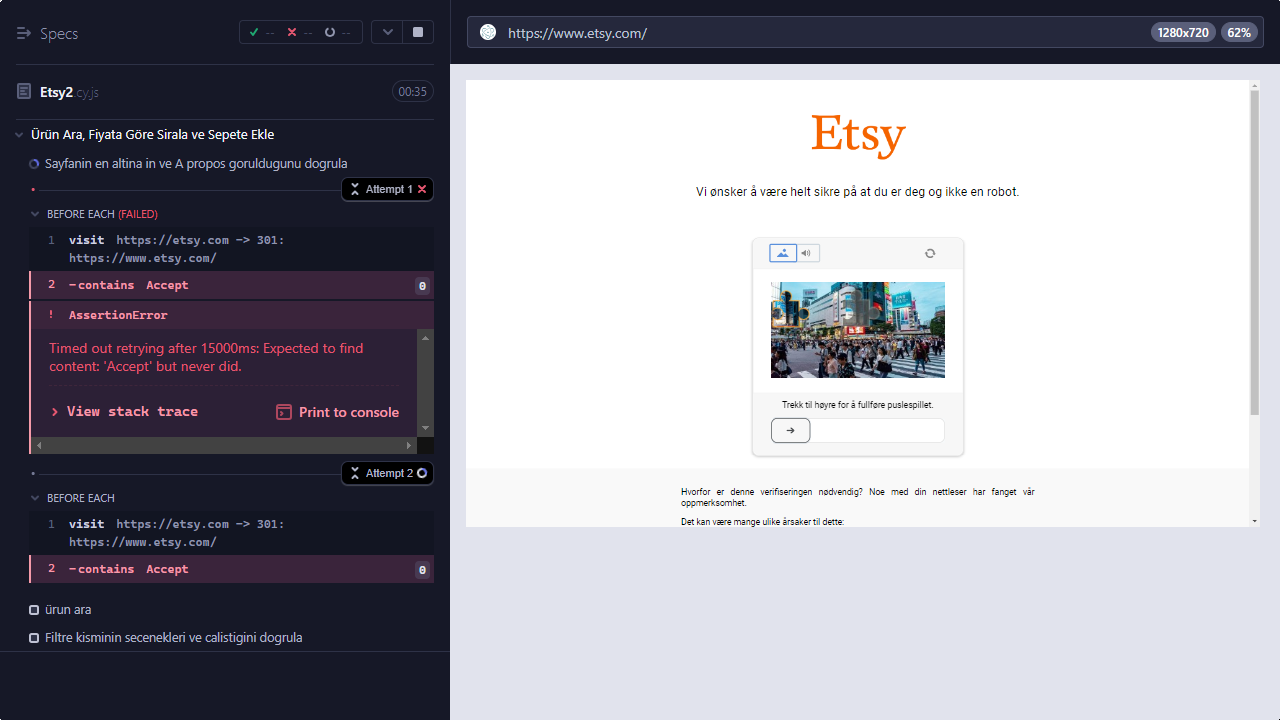 Specs
--
--
--
Etsy2.cy.js
00:35
Ürün Ara, Fiyata Göre Sirala ve Sepete Ekle
Sayfanin en altina in ve A propos goruldugunu dogrula
Attempt 1
BEFORE EACH (FAILED)
1 visit https://etsy.com -> 301:
https://www.etsy.com/
2 -contains Accept 0
! AssertionError
Timed out retrying after 15000ms: Expected to find
content: 'Accept' but never did.
View stack trace
Print to console
Attempt 2
BEFORE EACH
1 visit https://etsy.com -> 301:
https://www.etsy.com/
2 -contains Accept 0
ürun ara
Filtre kisminin secenekleri ve calistigini dogrula
https://www.etsy.com/
1280x720
62%
Etsy
Vi ønsker å være helt sikre på at du er deg og ikke en robot.
Trekk til høyre for å fullføre puslespillet.
Hvorfor er denne verifiseringen nødvendig? Noe med din nettleser har fanget vår
oppmerksomhet.
Det kan være mange ulike årsaker til dette: